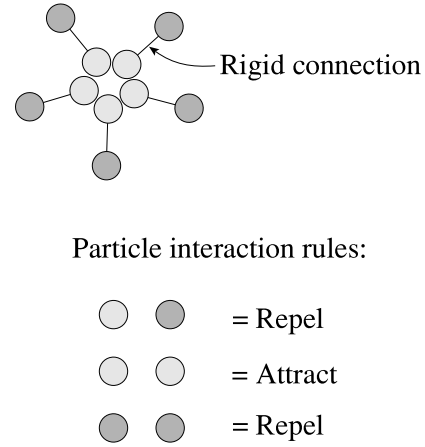 Rigid connection
Particle interaction rules:
= Repel
= Attract
= Repel